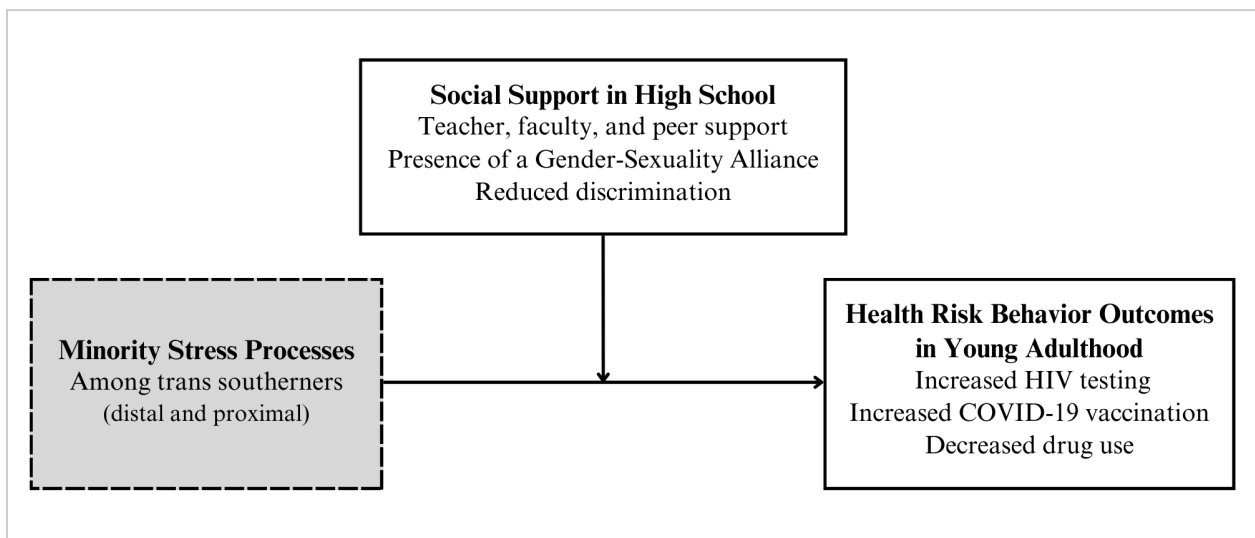 Social Support in High School
Teacher, faculty, and peer support
Presence of a Gender-Sexuality Alliance
Reduced discrimination
Minority Stress Processes
Among trans southerners
(distal and proximal)
Health Risk Behavior Outcomes
in Young Adulthood
Increased HIV testing
Increased COVID-19 vaccination
Decreased drug use